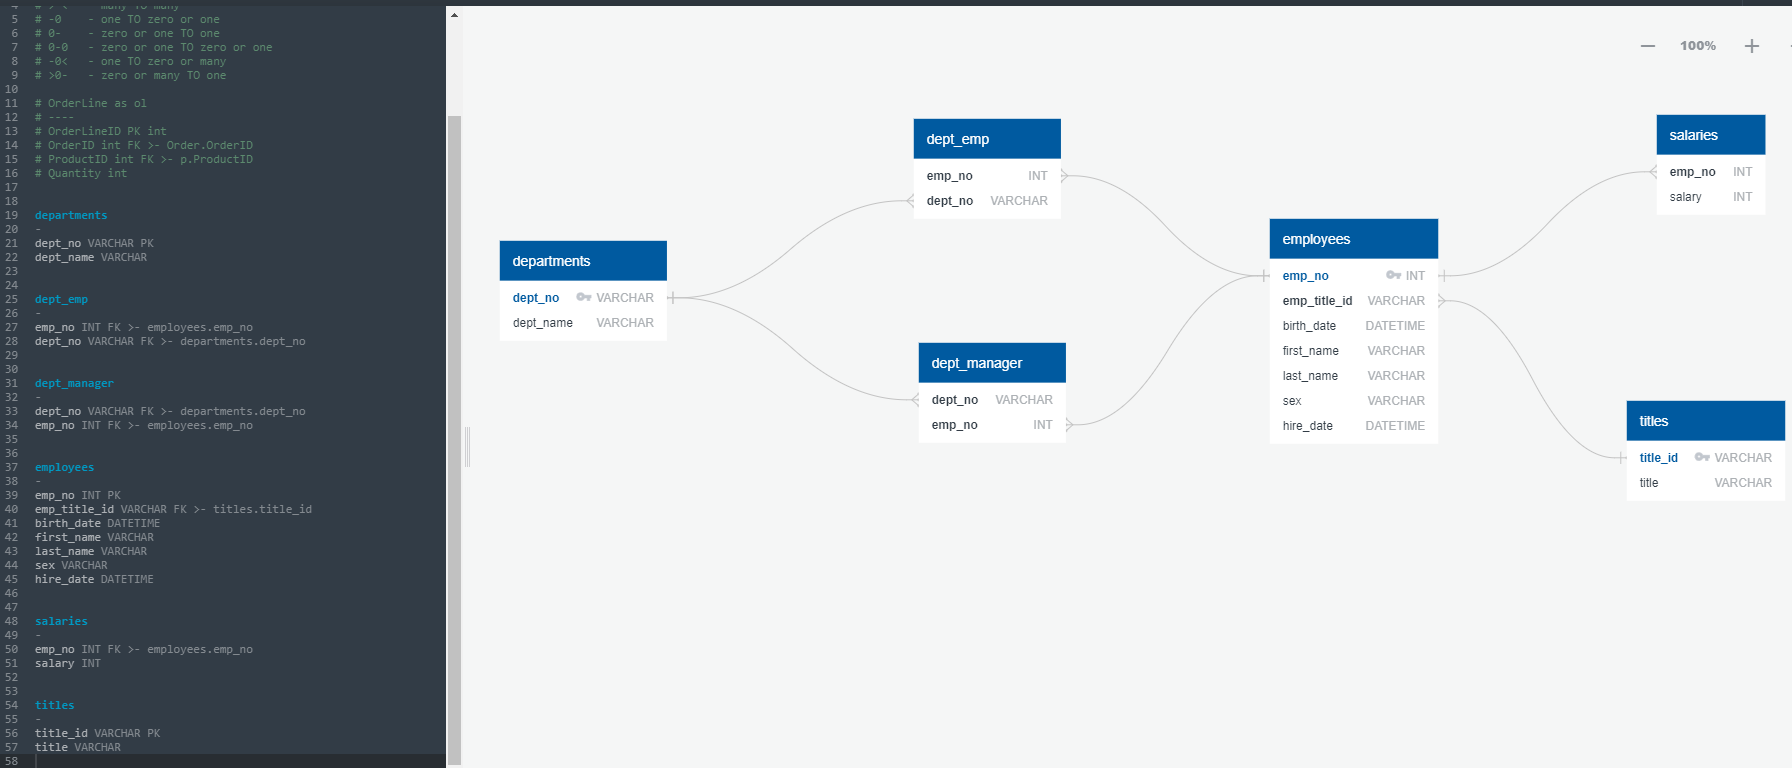 4 # >-< - many TO many
5 # -0 - one TO zero or one
6 # 0- - zero or one TO one
7 # 0-0 - zero or one TO zero or one
8 # -0< - one TO zero or many
9 # >0- - zero or many TO one
10
11 # OrderLine as ol
12 # ----
13 # OrderLineID PK int
14 # OrderID int FK >- Order.OrderID
15 # ProductID int FK >- p.ProductID
16 # Quantity int
17
18
19 departments
20 -
21 dept_no VARCHAR PK
22 dept_name VARCHAR
23
24
25 dept_emp
26 -
27 emp_no INT FK >- employees.emp_no
28 dept_no VARCHAR FK >- departments.dept_no
29
30
31 dept_manager
32 -
33 dept_no VARCHAR FK >- departments.dept_no
34 emp_no INT FK >- employees.emp_no
35
36
37 employees
38 -
39 emp_no INT PK
40 emp_title_id VARCHAR FK >- titles.title_id
41 birth_date DATETIME
42 first_name VARCHAR
43 last_name VARCHAR
44 sex VARCHAR
45 hire_date DATETIME
46
47
48 salaries
49 -
50 emp_no INT FK >- employees.emp_no
51 salary INT
52
53
54 titles
55 -
56 title_id VARCHAR PK
57 title VARCHAR
58
100%
departments
dept_no VARCHAR
dept_name VARCHAR
dept_emp
emp_no INT
dept_no VARCHAR
dept_manager
dept_no VARCHAR
emp_no INT
employees
emp_no INT
emp_title_id VARCHAR
birth_date DATETIME
first_name VARCHAR
last_name VARCHAR
sex VARCHAR
hire_date DATETIME
salaries
emp_no INT
salary INT
titles
title_id VARCHAR
title VARCHAR